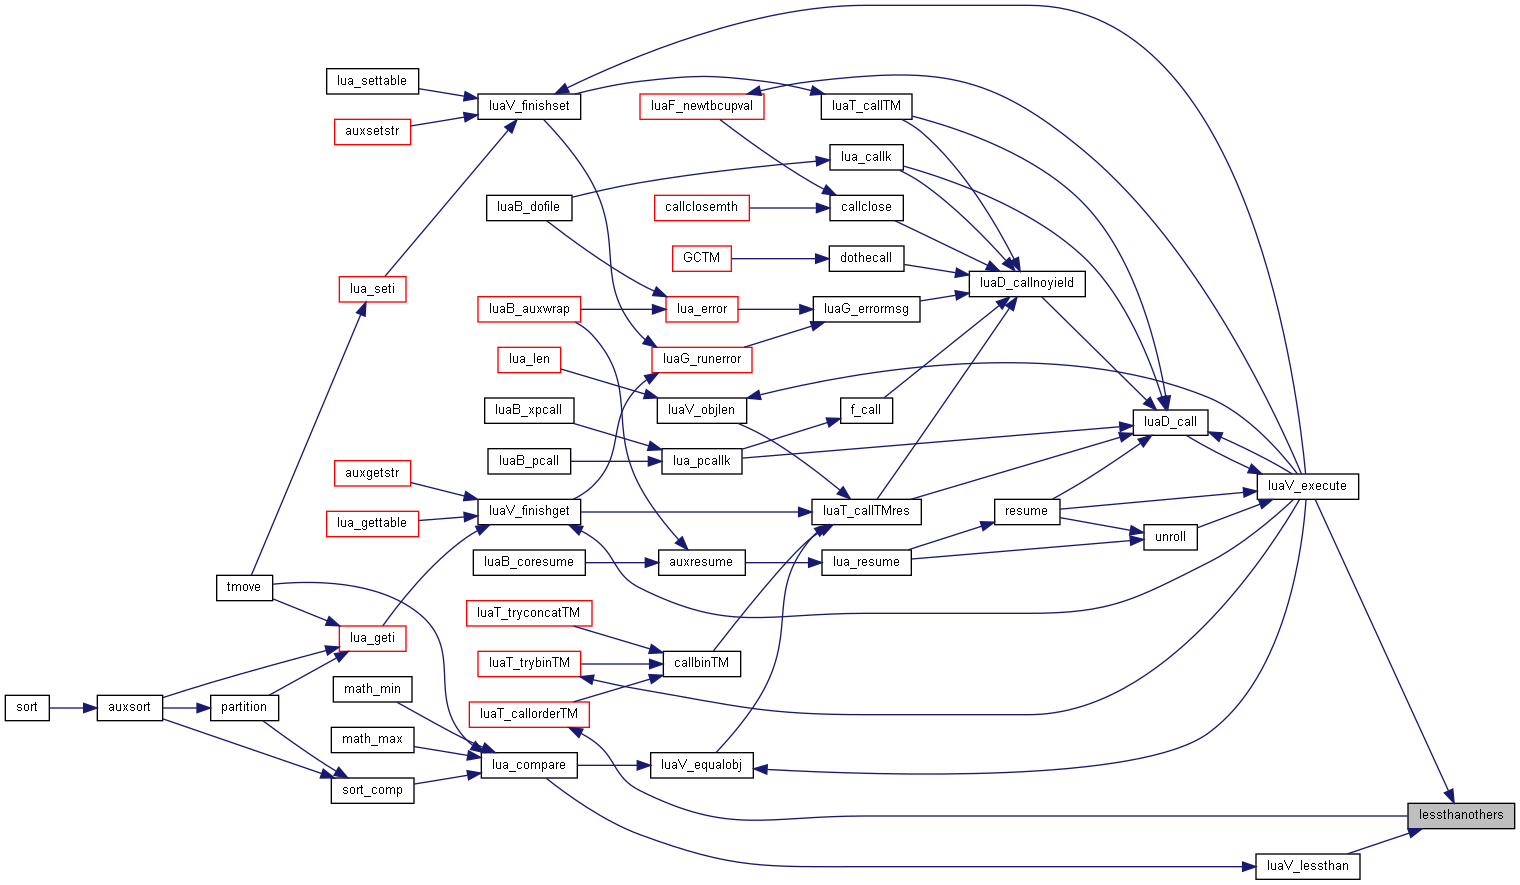 lua_settable
auxsetstr
luaV_finishset
luaF_newtbcupval
luaT_callTM
lua_callk
luaB_dofile
callclosemth
callclose
GCTM
dothecall
luaD_callnoyield
lua_seti
luaB_auxwrap
lua_error
luaG_errormsg
lua_len
luaG_runerror
luaB_xpcall
luaV_objlen
f_call
luaD_call
luaB_pcall
lua_pcallk
auxgetstr
luaV_execute
lua_gettable
luaV_finishget
luaT_callTMres
resume
unroll
luaB_coresume
auxresume
lua_resume
tmove
luaT_tryconcatTM
lua_geti
luaT_trybinTM
callbinTM
math_min
sort
auxsort
partition
luaT_callorderTM
math_max
lua_compare
luaV_equalobj
sort_comp
lessthanothers
luaV_lessthan